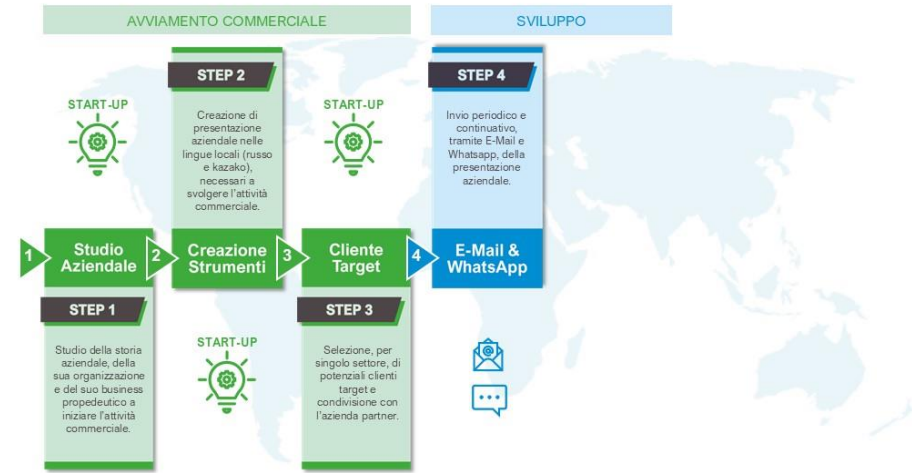 AVVIAMENTO COMMERCIALE
SVILUPPO
STEP 2
Creazione di
presentazione
aziendale nelle
lingue locali (russo
e kazako),
necessari a
svolgere l'attività
commerciale.
STEP 4
Invio periodico e
continuativo,
tramite E-Mail e
Whatsapp, della
presentazione
aziendale.
START-UP
START-UP
1
Studio
Aziendale
2
Creazione
Strumenti
3
Cliente
Target
4
E-Mail &
WhatsApp
STEP 1
Studio della storia
aziendale, della
sua organizzazione
e del suo business
propedeutico a
iniziare l'attività
commerciale.
START-UP
STEP 3
Selezione, per
singolo settore, di
potenziali clienti
target e
condivisione con
l'azienda partner.